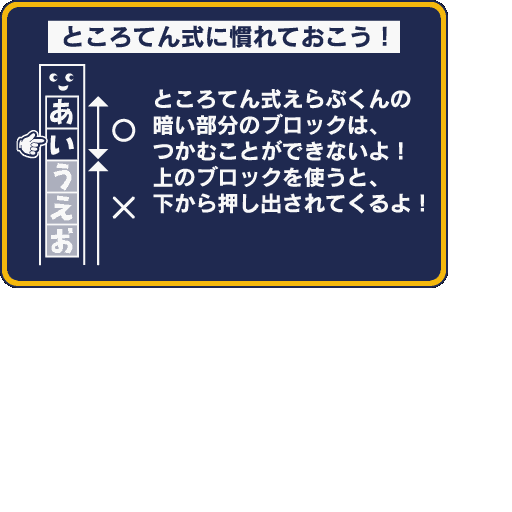 ところてん式に慣れておこう！
あ
い
う
え
お
○
×
ところてん式えらぶくんの
暗い部分のブロックは、
つかむことができないよ！
上のブロックを使うと、
下から押し出されてくるよ！